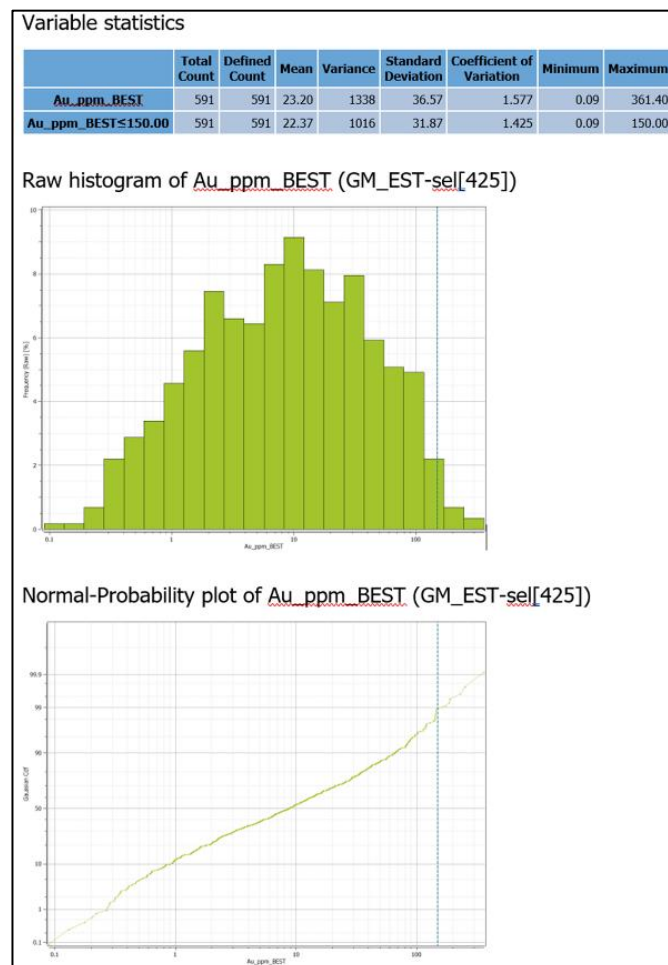 Variable statistics
Total Count Defined Count Mean Variance Standard Deviation Coefficient of Variation Minimum Maximum
Au_ppm_BEST 591 591 23.20 1338 36.57 1.577 0.09 361.40
Au_ppm_BEST≤150.00 591 591 22.37 1016 31.87 1.425 0.09 150.00
Raw histogram of Au_ppm_BEST (GM_EST-sel[425])
10
8
6
4
2
0
Frequency (Raw) [%]
0.1 1 10 100
Au_ppm_BEST
Normal-Probability plot of Au_ppm_BEST (GM_EST-sel[425])
99.9
99
90
50
10
1
0.1
Gaussian Cdf
0.1 1 10 100
Au_ppm_BEST